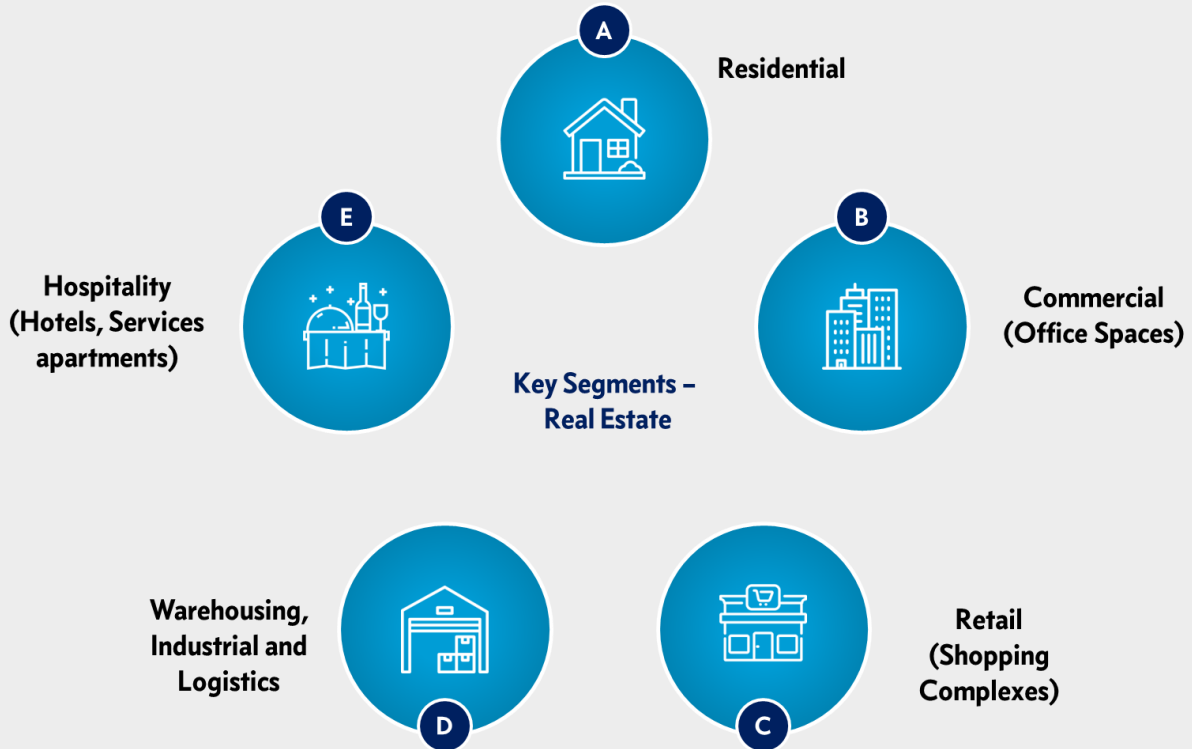 A
Residential
E
B
Hospitality
(Hotels, Services
apartments)
Commercial
(Office Spaces)
Key Segments –
Real Estate
Warehousing,
Industrial and
Logistics
Retail
(Shopping
Complexes)
D
C